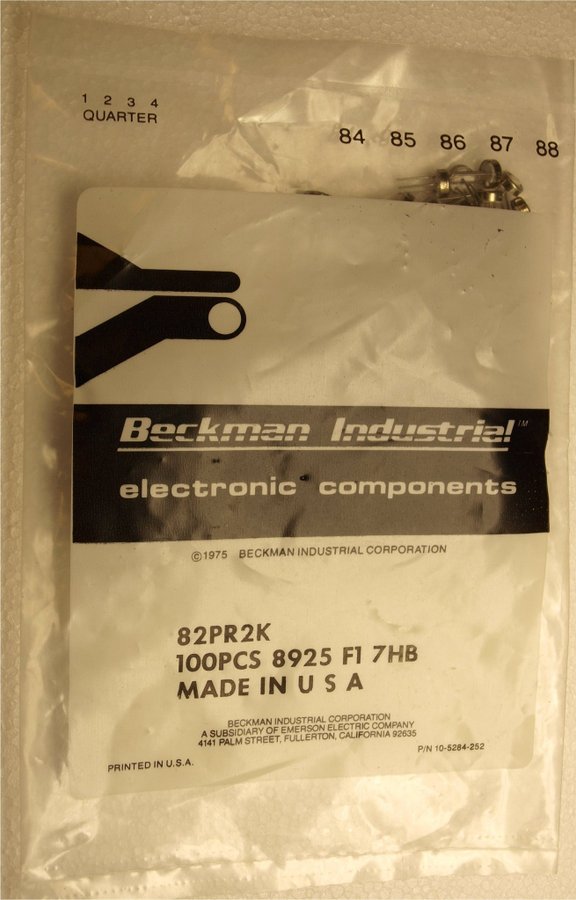 1 2 3 4
QUARTER
84 85 86 87 88
Beckman Industrial™
electronic components
©1975 BECKMAN INDUSTRIAL CORPORATION
82PR2K
100PCS 8925 F1 7HB
MADE IN U S A
BECKMAN INDUSTRIAL CORPORATION
A SUBSIDIARY OF EMERSON ELECTRIC COMPANY
4141 PALM STREET, FULLERTON, CALIFORNIA 92635
P/N 10-5284-252
PRINTED IN U.S.A.